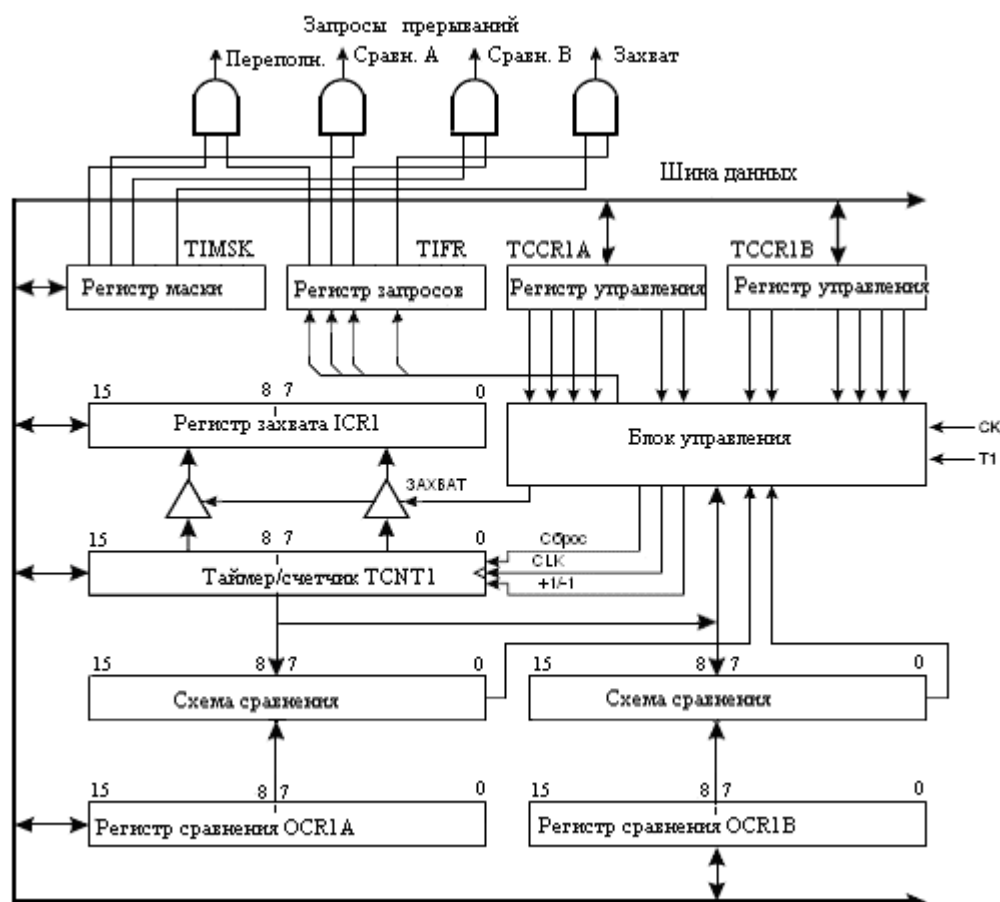 Запросы прерываний
Переполн. Сравн. А Сравн. В Захват
Шина данных
TIMSK TIFR TCCR1A TCCR1B
Регистр маски Регистр запросов Регистр управления Регистр управления
15 8 7 0
Регистр захвата ICR1
Блок управления
CK
T1
ЗАХВАТ
15 8 7 0
Сброс
CLK
+1/-1
Таймер/счетчик TCNT1
15 8 7 0 15 8 7 0
Схема сравнения Схема сравнения
15 8 7 0 15 8 7 0
Регистр сравнения OCR1A Регистр сравнения OCR1B